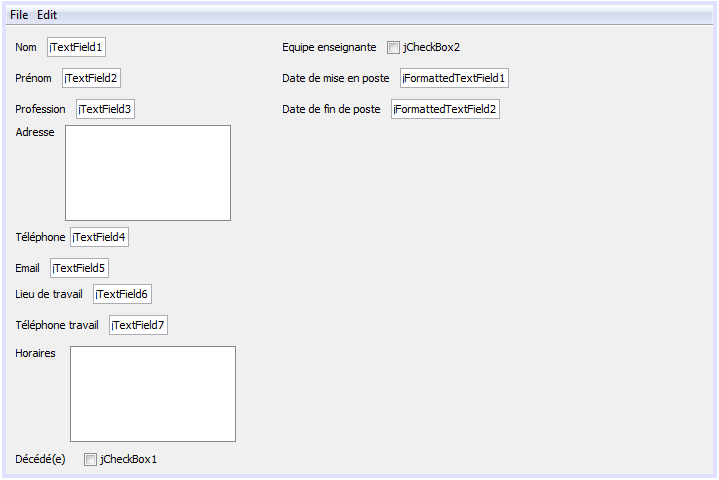 File Edit
Nom jTextField1
Prénom jTextField2
Profession jTextField3
Adresse
Téléphone jTextField4
Email jTextField5
Lieu de travail jTextField6
Téléphone travail jTextField7
Horaires
Décédé(e) jCheckBox1
Equipe enseignante jCheckBox2
Date de mise en poste jFormattedTextField1
Date de fin de poste jFormattedTextField2